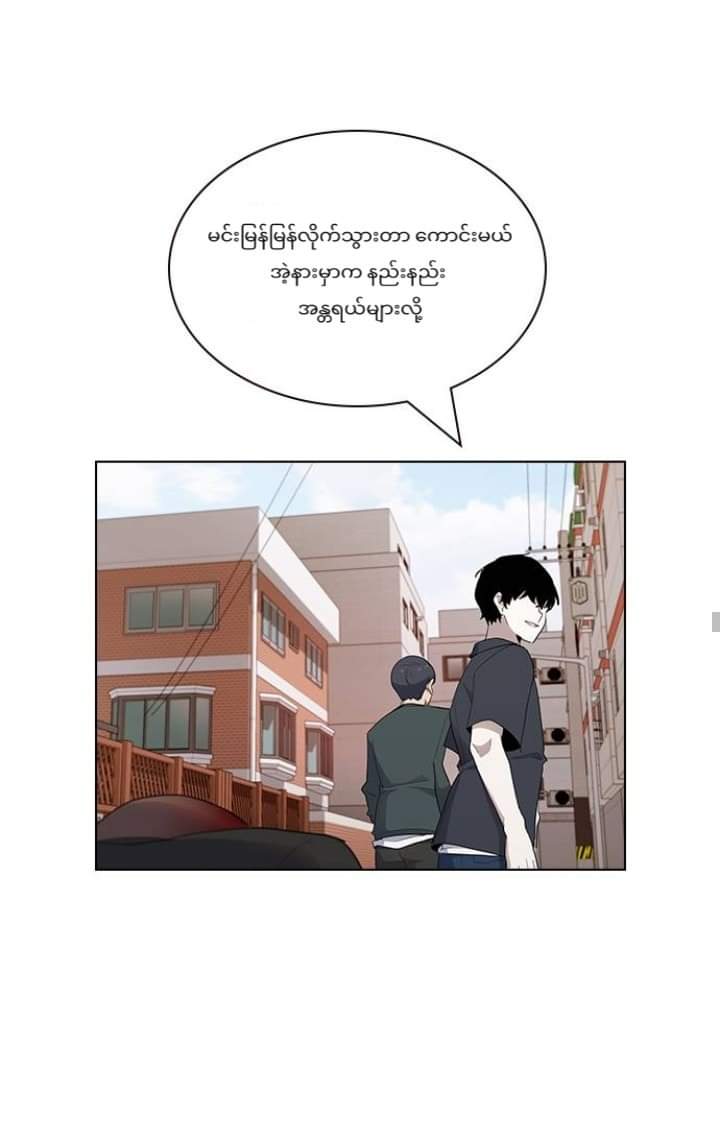 မင်းမြန်မြန်လိုက်သွားတာ ကောင်းမယ်
အဲ့နားမှာက နည်းနည်း
အန္တရယ်များလို့